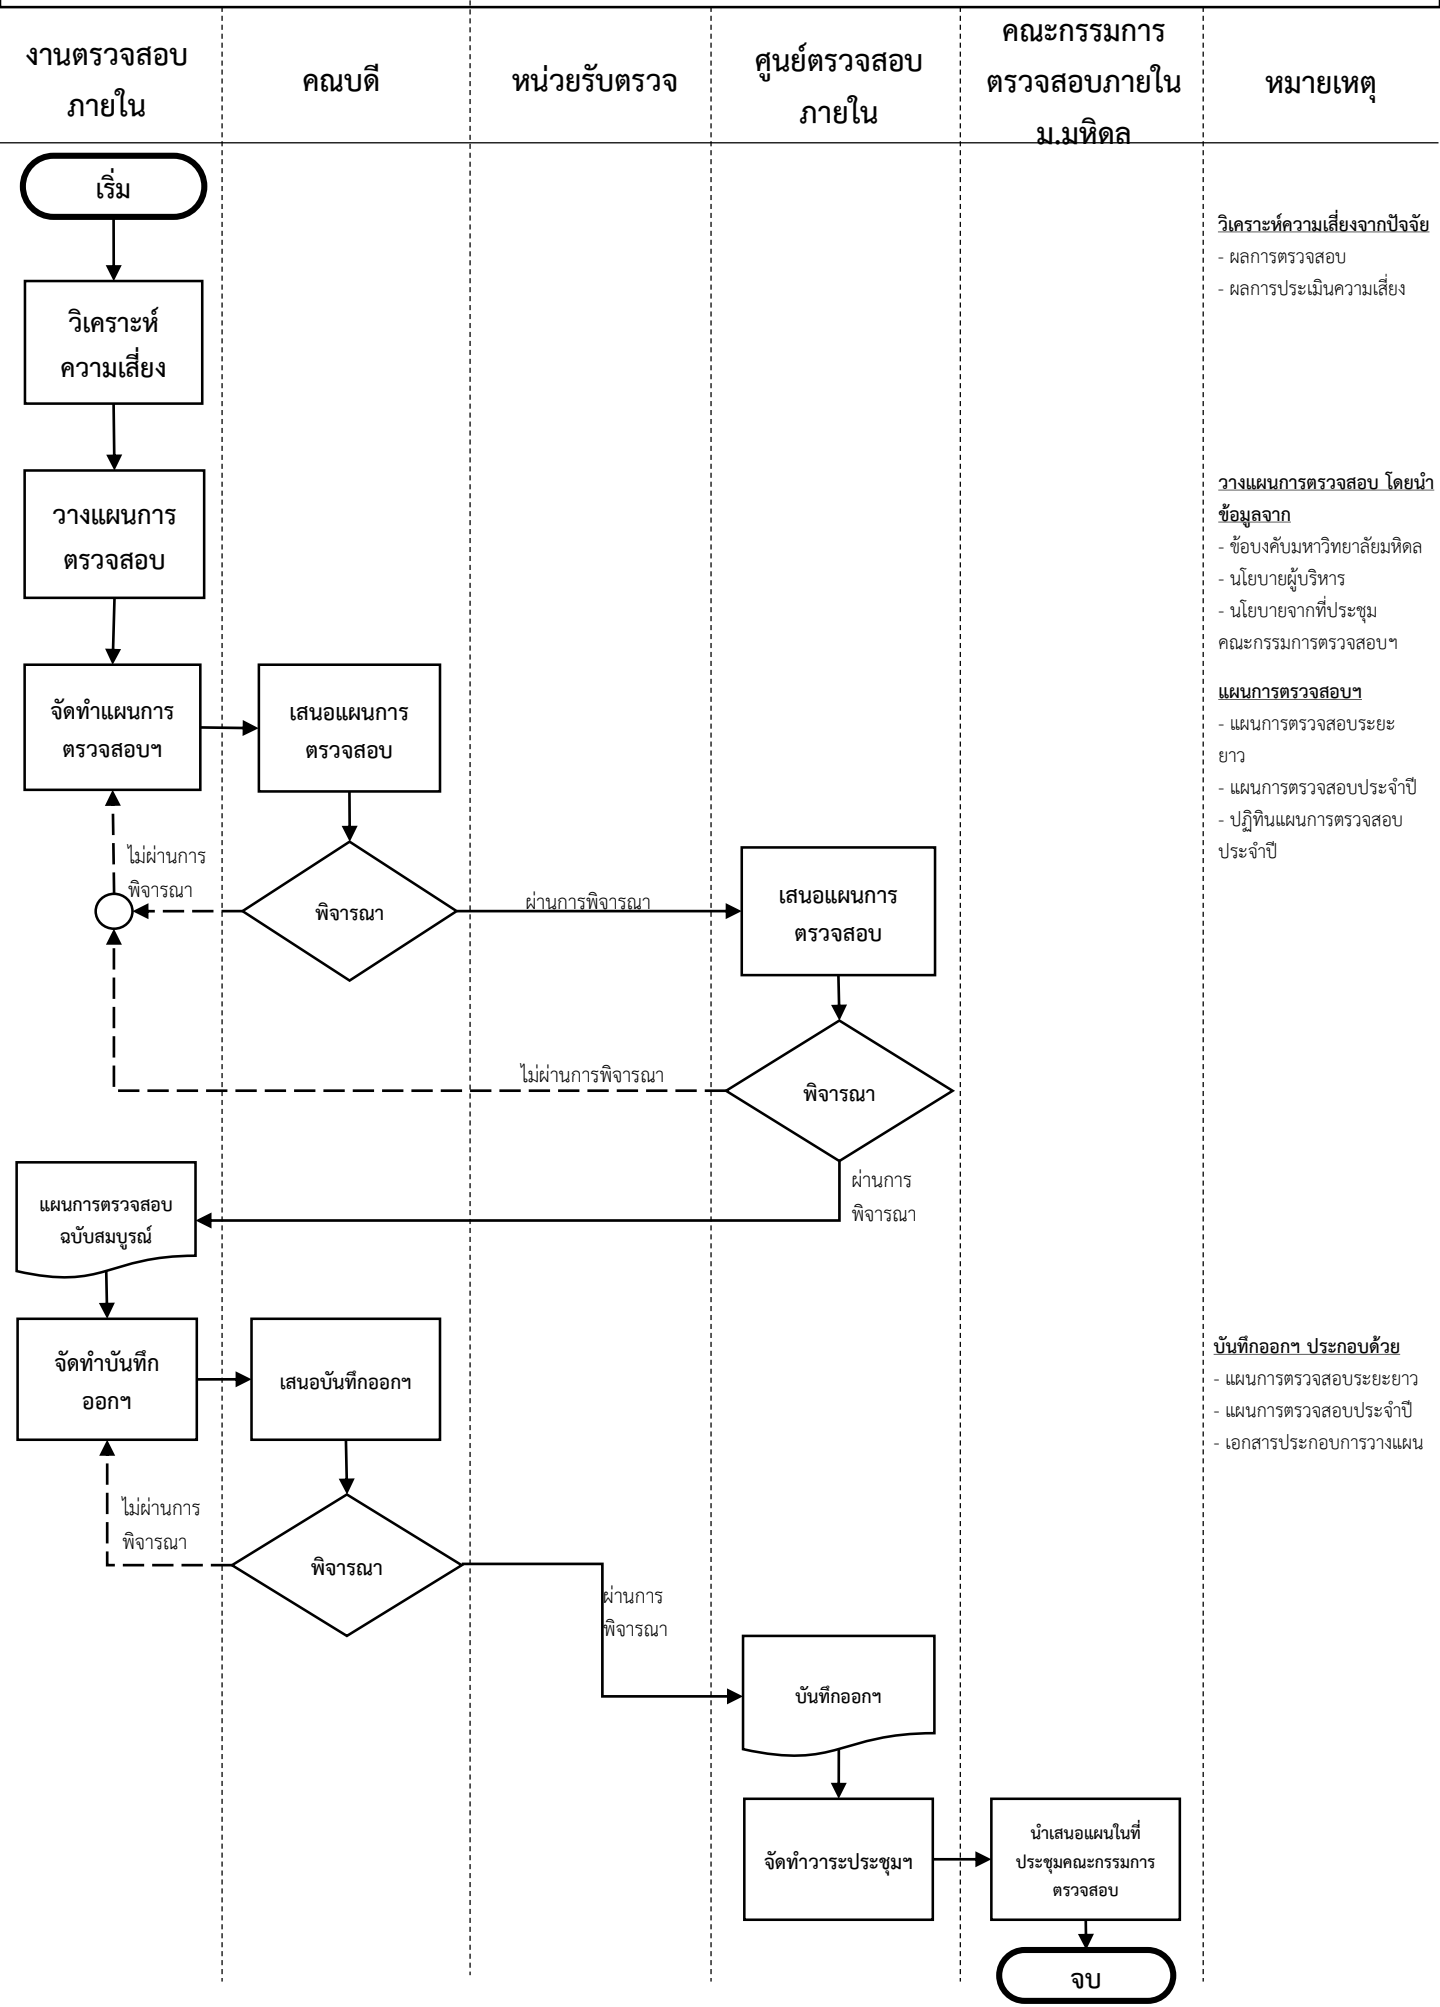 งานตรวจสอบ
ภายใน
คณบดี
หน่วยรับตรวจ
ศูนย์ตรวจสอบ
ภายใน
คณะกรรมการ
ตรวจสอบภายใน
ม.มหิดล
หมายเหตุ
เริ่ม
วิเคราะห์ความเสี่ยงจากปัจจัย
- ผลการตรวจสอบ
- ผลการประเมินความเสี่ยง
วิเคราะห์
ความเสี่ยง
วางแผนการ
ตรวจสอบ
วางแผนการตรวจสอบ โดยนำ
ข้อมูลจาก
- ข้อบงคับมหาวิทยาลัยมหิดล
- นโยบายผู้บริหาร
- นโยบายจากที่ประชุม
คณะกรรมการตรวจสอบฯ
จัดทำแผนการ
ตรวจสอบฯ
เสนอแผนการ
ตรวจสอบ
แผนการตรวจสอบฯ
- แผนการตรวจสอบระยะ
ยาว
- แผนการตรวจสอบประจำปี
- ปฏิทินแผนการตรวจสอบ
ประจำปี
ไม่ผ่านการ
พิจารณา
พิจารณา
ผ่านการพิจารณา
เสนอแผนการ
ตรวจสอบ
ไม่ผ่านการพิจารณา
พิจารณา
ผ่านการ
พิจารณา
แผนการตรวจสอบ
ฉบับสมบูรณ์
จัดทำบันทึก
ออกฯ
เสนอบันทึกออกฯ
บันทึกออกฯ ประกอบด้วย
- แผนการตรวจสอบระยะยาว
- แผนการตรวจสอบประจำปี
- เอกสารประกอบการวางแผน
ไม่ผ่านการ
พิจารณา
พิจารณา
ผ่านการ
พิจารณา
บันทึกออกฯ
จัดทำวาระประชุมฯ
นำเสนอแผนในที่
ประชุมคณะกรรมการ
ตรวจสอบ
จบ